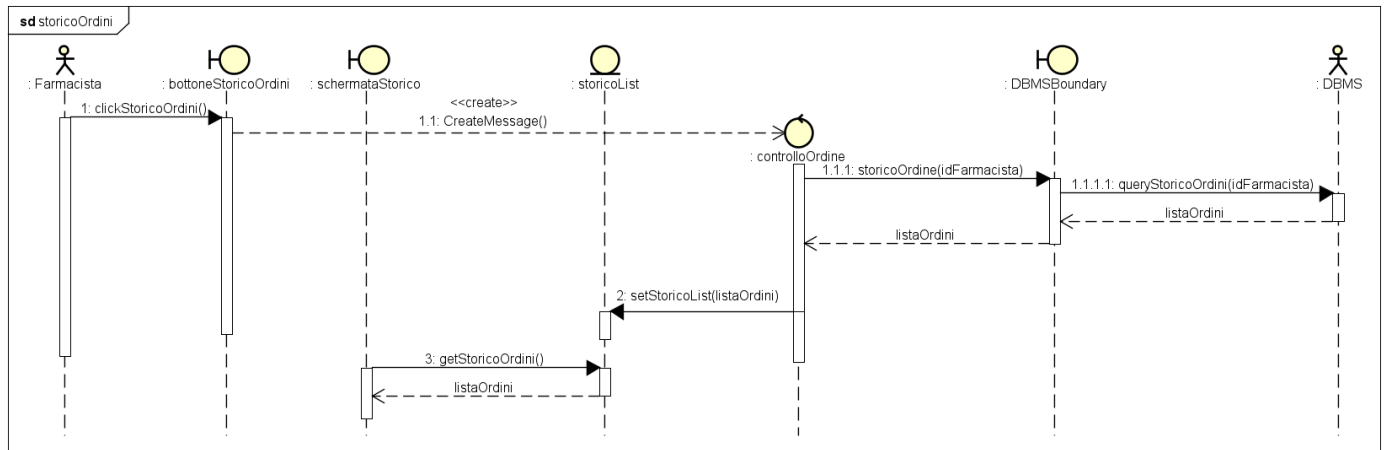 sd storicoOrdini
: Farmacista
: bottoneStoricoOrdini
: schermataStorico
: storicoList
: DBMSBoundary
: DBMS
1: clickStoricoOrdini()
<<create>>
1.1: CreateMessage()
: controlloOrdine
1.1.1: storicoOrdine(idFarmacista)
1.1.1.1: queryStoricoOrdini(idFarmacista)
listaOrdini
listaOrdini
2: setStoricoList(listaOrdini)
3: getStoricoOrdini()
listaOrdini